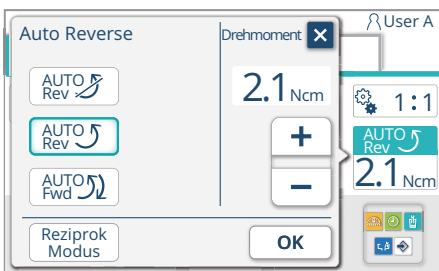 Auto Reverse
Drehmoment
User A
AUTO
Rev
2.1 Ncm
1:1
AUTO
Rev
+
AUTO
Rev
2.1 Ncm
AUTO
Fwd
−
Reziprok
Modus
OK